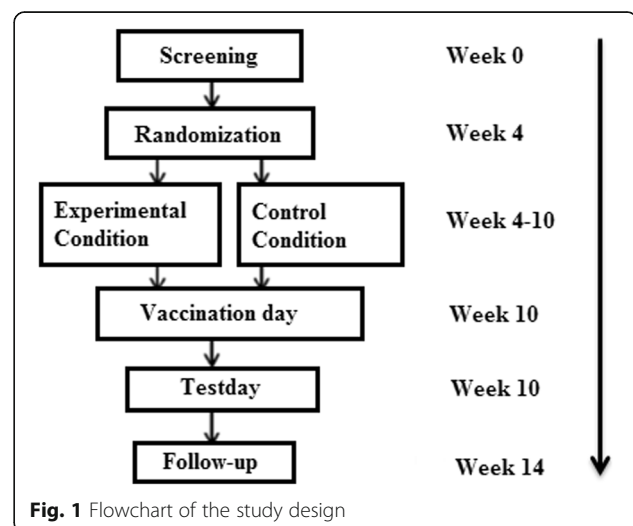 Screening Week 0
Randomization Week 4
Experimental Condition Control Condition Week 4-10
Vaccination day Week 10
Testday Week 10
Follow-up Week 14
Fig. 1 Flowchart of the study design